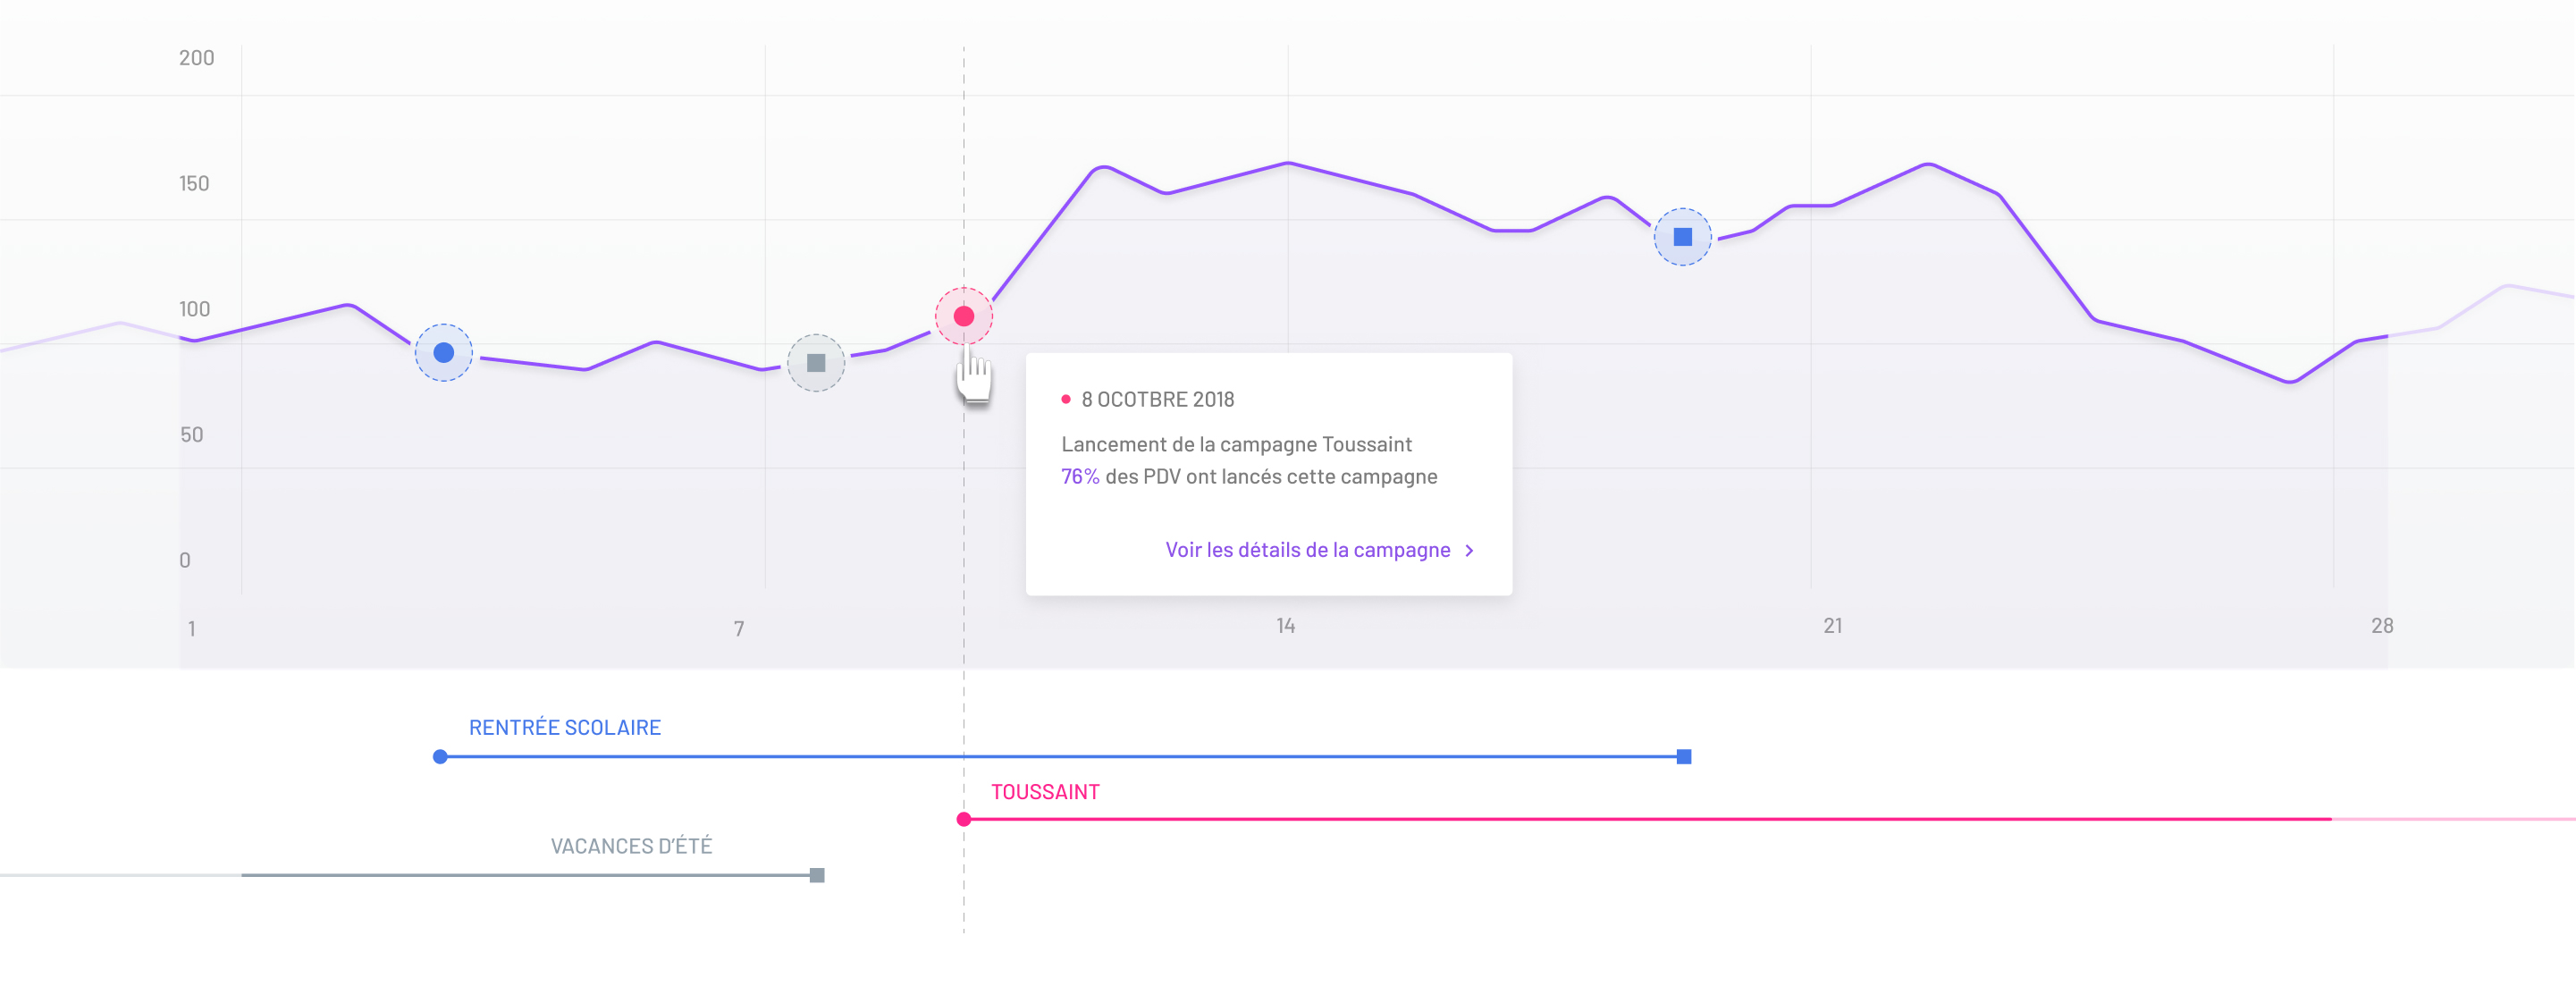 200
150
100
50
0
8 OCOTBRE 2018
Lancement de la campagne Toussaint
76% des PDV ont lancés cette campagne
Voir les détails de la campagne
1
7
14
21
28
RENTRÉE SCOLAIRE
TOUSSAINT
VACANCES D'ÉTÉ